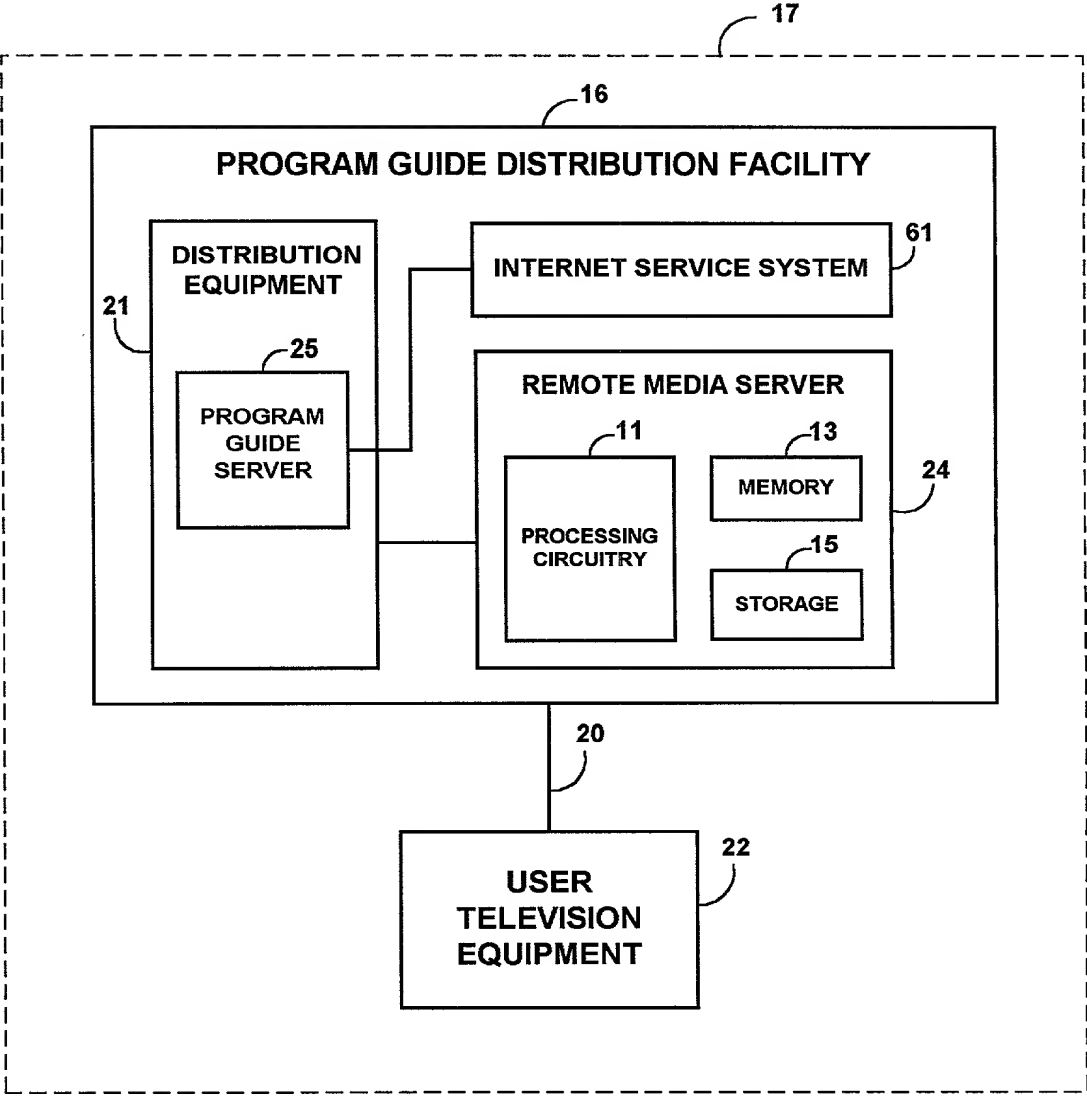 17
16
PROGRAM GUIDE DISTRIBUTION FACILITY
61
INTERNET SERVICE SYSTEM
DISTRIBUTION
EQUIPMENT
21
25
PROGRAM
GUIDE
SERVER
REMOTE MEDIA SERVER
11
PROCESSING
CIRCUITRY
13
MEMORY
24
15
STORAGE
20
22
USER
TELEVISION
EQUIPMENT